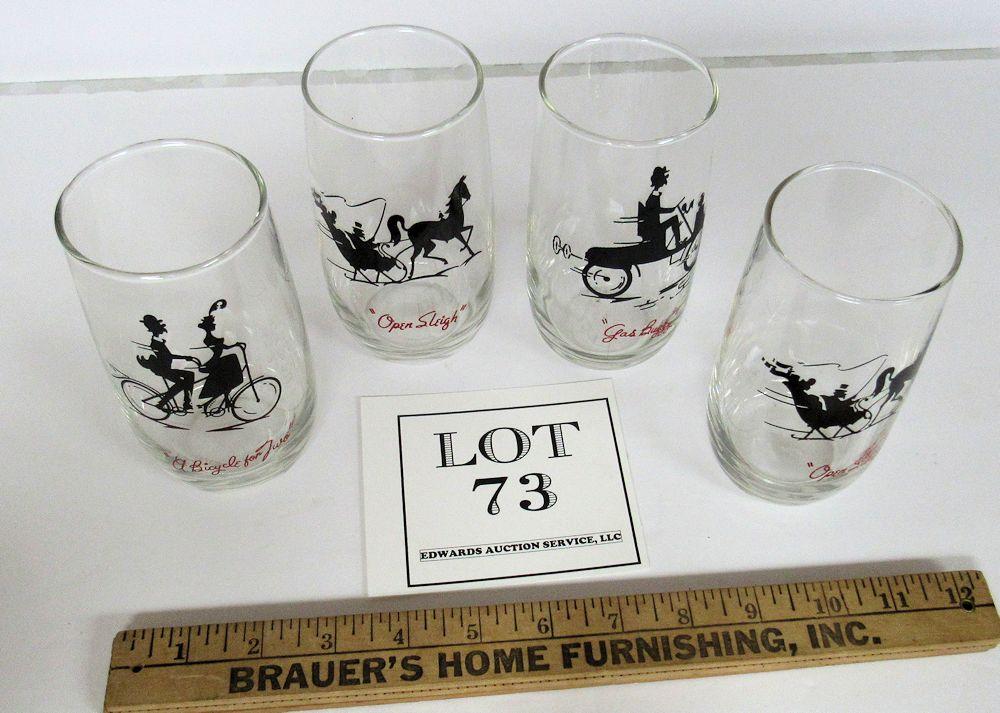 "Open Sleigh"
"Gas Buggy"
"A Bicycle for Two"
"Open
LOT
73
EDWARDS AUCTION SERVICE, LLC
1 2 3 4 5 6 7 8 9 10 11 12
BRAUER'S HOME FURNISHING, INC.